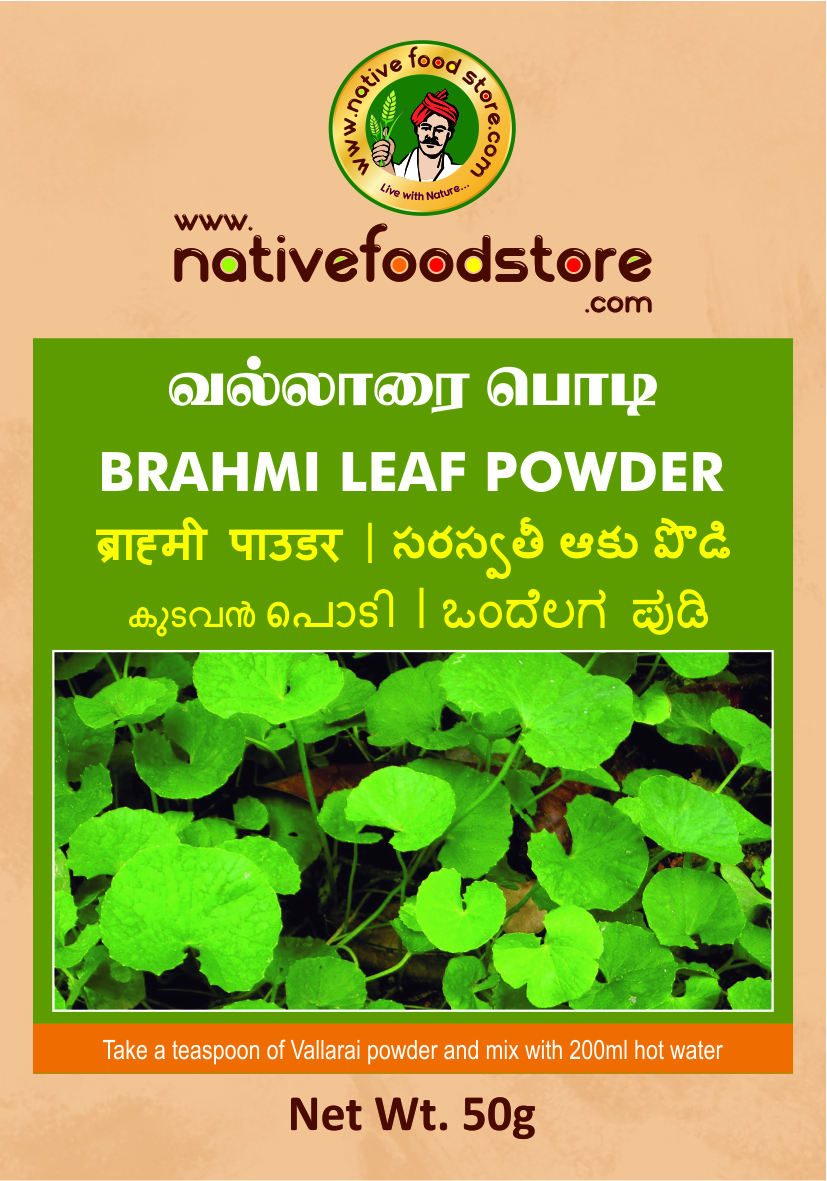 www.native food store.com
Live with Nature...
www.
nativefoodstore
.com
வல்லாரை பொடி
BRAHMI LEAF POWDER
ब्राह्मी पाउडर | సరస్వతీ ఆకు పొడి
കുടവൻ പൊടി | ಒಂದೆಲಗ ಪುಡಿ
Take a teaspoon of Vallarai powder and mix with 200ml hot water
Net Wt. 50g